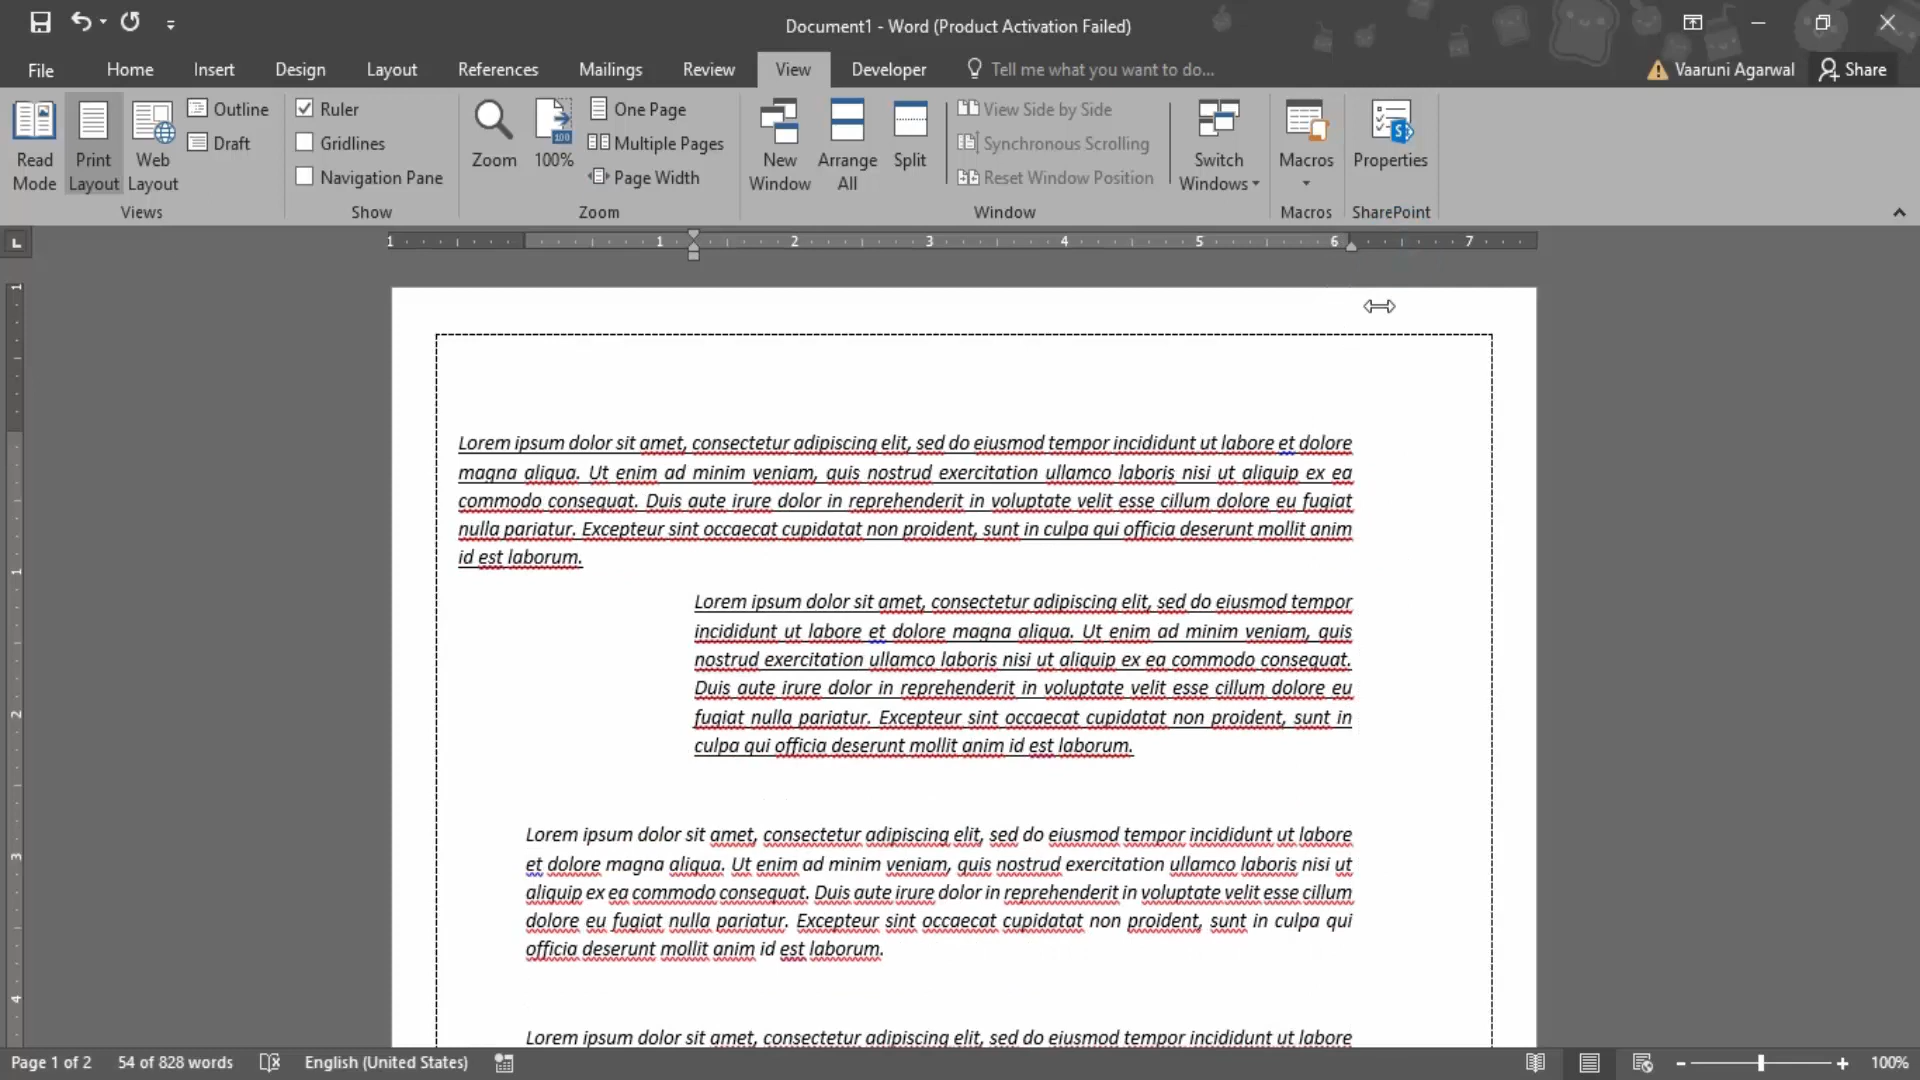 Document1 - Word (Product Activation Failed)
File Home Insert Design Layout References Mailings Review View Developer Tell me what you want to do... Vaaruni Agarwal Share
Read Mode
Print Layout
Web Layout
Outline
Draft
Views
Ruler
Gridlines
Navigation Pane
Show
Zoom
100
100%
One Page
Multiple Pages
Page Width
Zoom
New Window
Arrange All
Split
View Side by Side
Synchronous Scrolling
Reset Window Position
Switch Windows
Window
Macros
Macros
S
Properties
SharePoint
L
1 1 2 3 4 5 6 7
1
1
2
3
4
Lorem ipsum dolor sit amet, consectetur adipiscing elit, sed do eiusmod tempor incididunt ut labore et dolore
magna aliqua. Ut enim ad minim veniam, quis nostrud exercitation ullamco laboris nisi ut aliquip ex ea
commodo consequat. Duis aute irure dolor in reprehenderit in voluptate velit esse cillum dolore eu fugiat
nulla pariatur. Excepteur sint occaecat cupidatat non proident, sunt in culpa qui officia deserunt mollit anim
id est laborum.
Lorem ipsum dolor sit amet, consectetur adipiscing elit, sed do eiusmod tempor
incididunt ut labore et dolore magna aliqua. Ut enim ad minim veniam, quis
nostrud exercitation ullamco laboris nisi ut aliquip ex ea commodo consequat.
Duis aute irure dolor in reprehenderit in voluptate velit esse cillum dolore eu
fugiat nulla pariatur. Excepteur sint occaecat cupidatat non proident, sunt in
culpa qui officia deserunt mollit anim id est laborum.
Lorem ipsum dolor sit amet, consectetur adipiscing elit, sed do eiusmod tempor incididunt ut labore
et dolore magna aliqua. Ut enim ad minim veniam, quis nostrud exercitation ullamco laboris nisi ut
aliquip ex ea commodo consequat. Duis aute irure dolor in reprehenderit in voluptate velit esse cillum
dolore eu fugiat nulla pariatur. Excepteur sint occaecat cupidatat non proident, sunt in culpa qui
officia deserunt mollit anim id est laborum.
Lorem ipsum dolor sit amet, consectetur adipiscing elit, sed do eiusmod tempor incididunt ut labore
Page 1 of 2 54 of 828 words English (United States) 100%